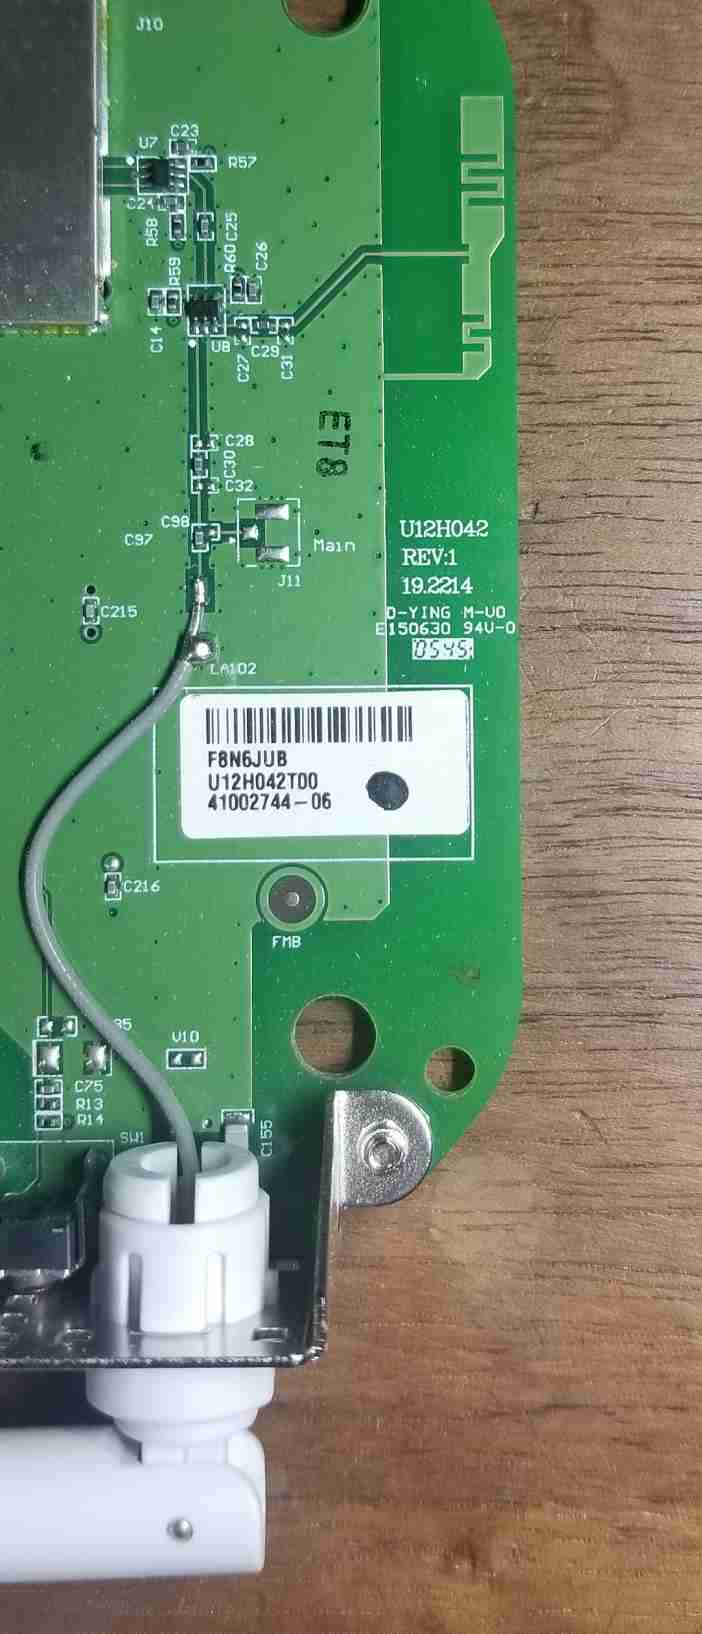 J10
C23
U7
R57
C24
R58
C25
R60
C26
R59
C14
U8
C27
C29
C31
ET8
C28
C30
C32
C98
C97
Main
J11
U12H042
REV:1
19.2214
C215
O-YING M-V0
E150630 94V-0
0545
LA102
F8N6JUB
U12H042T00
41002744-06
C216
FMB
V10
C75
R13
R14
SW1
C155